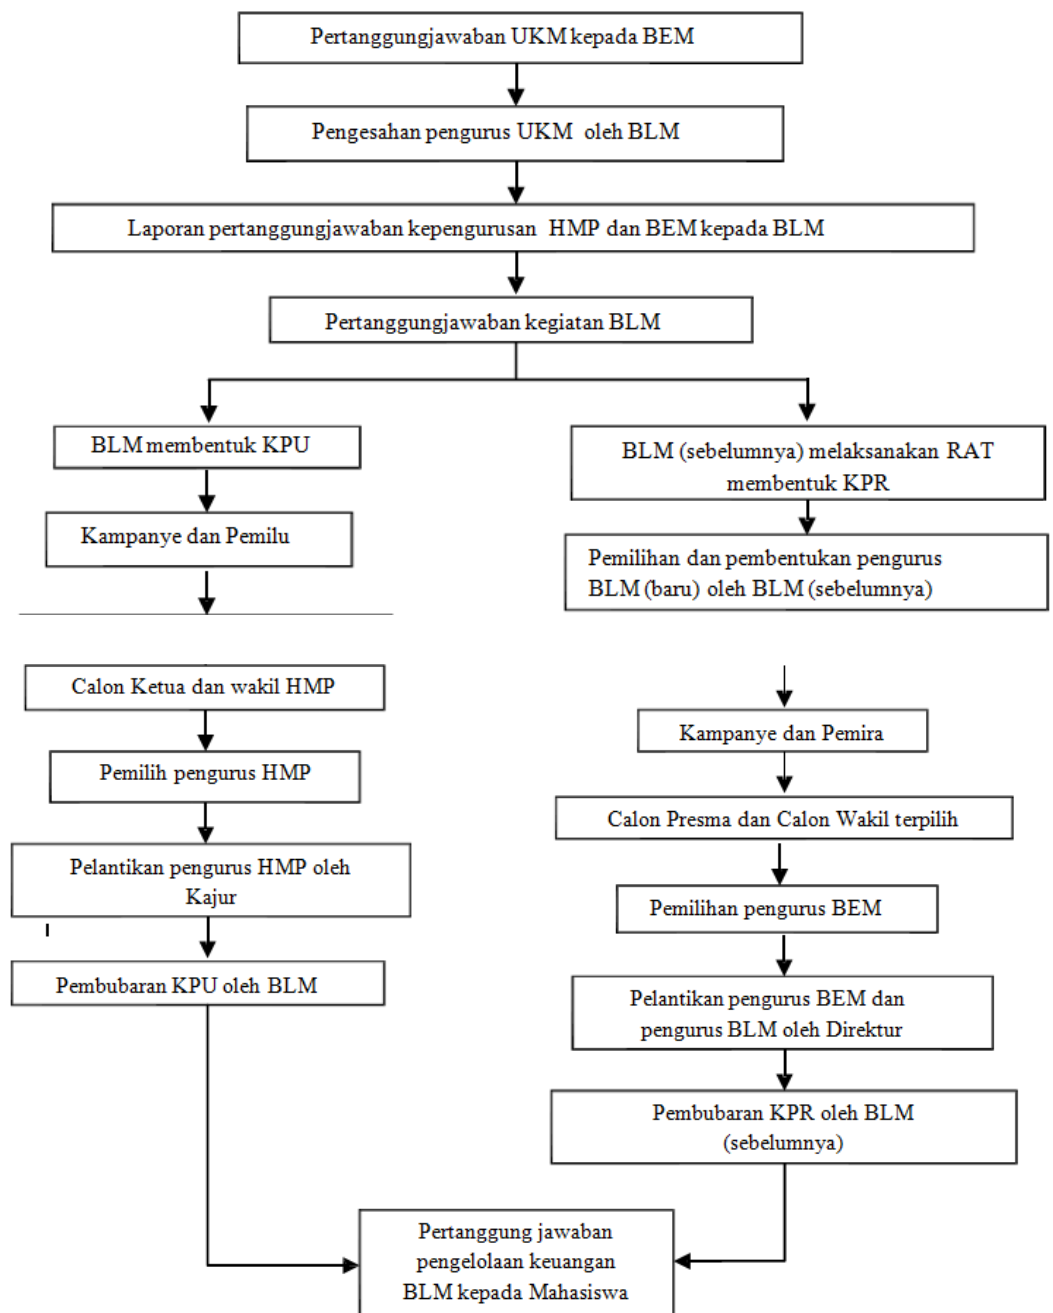 Pertanggungjawaban UKM kepada BEM
Pengesahan pengurus UKM oleh BLM
Laporan pertanggungjawaban kepengurusan HMP dan BEM kepada BLM
Pertanggungjawaban kegiatan BLM
BLM membentuk KPU
Kampanye dan Pemilu
BLM (sebelumnya) melaksanakan RAT
membentuk KPR
Pemilihan dan pembentukan pengurus
BLM (baru) oleh BLM (sebelumnya)
Calon Ketua dan wakil HMP
Pemilih pengurus HMP
Pelantikan pengurus HMP oleh
Kajur
Pembubaran KPU oleh BLM
Kampanye dan Pemira
Calon Presma dan Calon Wakil terpilih
Pemilihan pengurus BEM
Pelantikan pengurus BEM dan
pengurus BLM oleh Direktur
Pembubaran KPR oleh BLM
(sebelumnya)
Pertanggung jawaban
pengelolaan keuangan
BLM kepada Mahasiswa